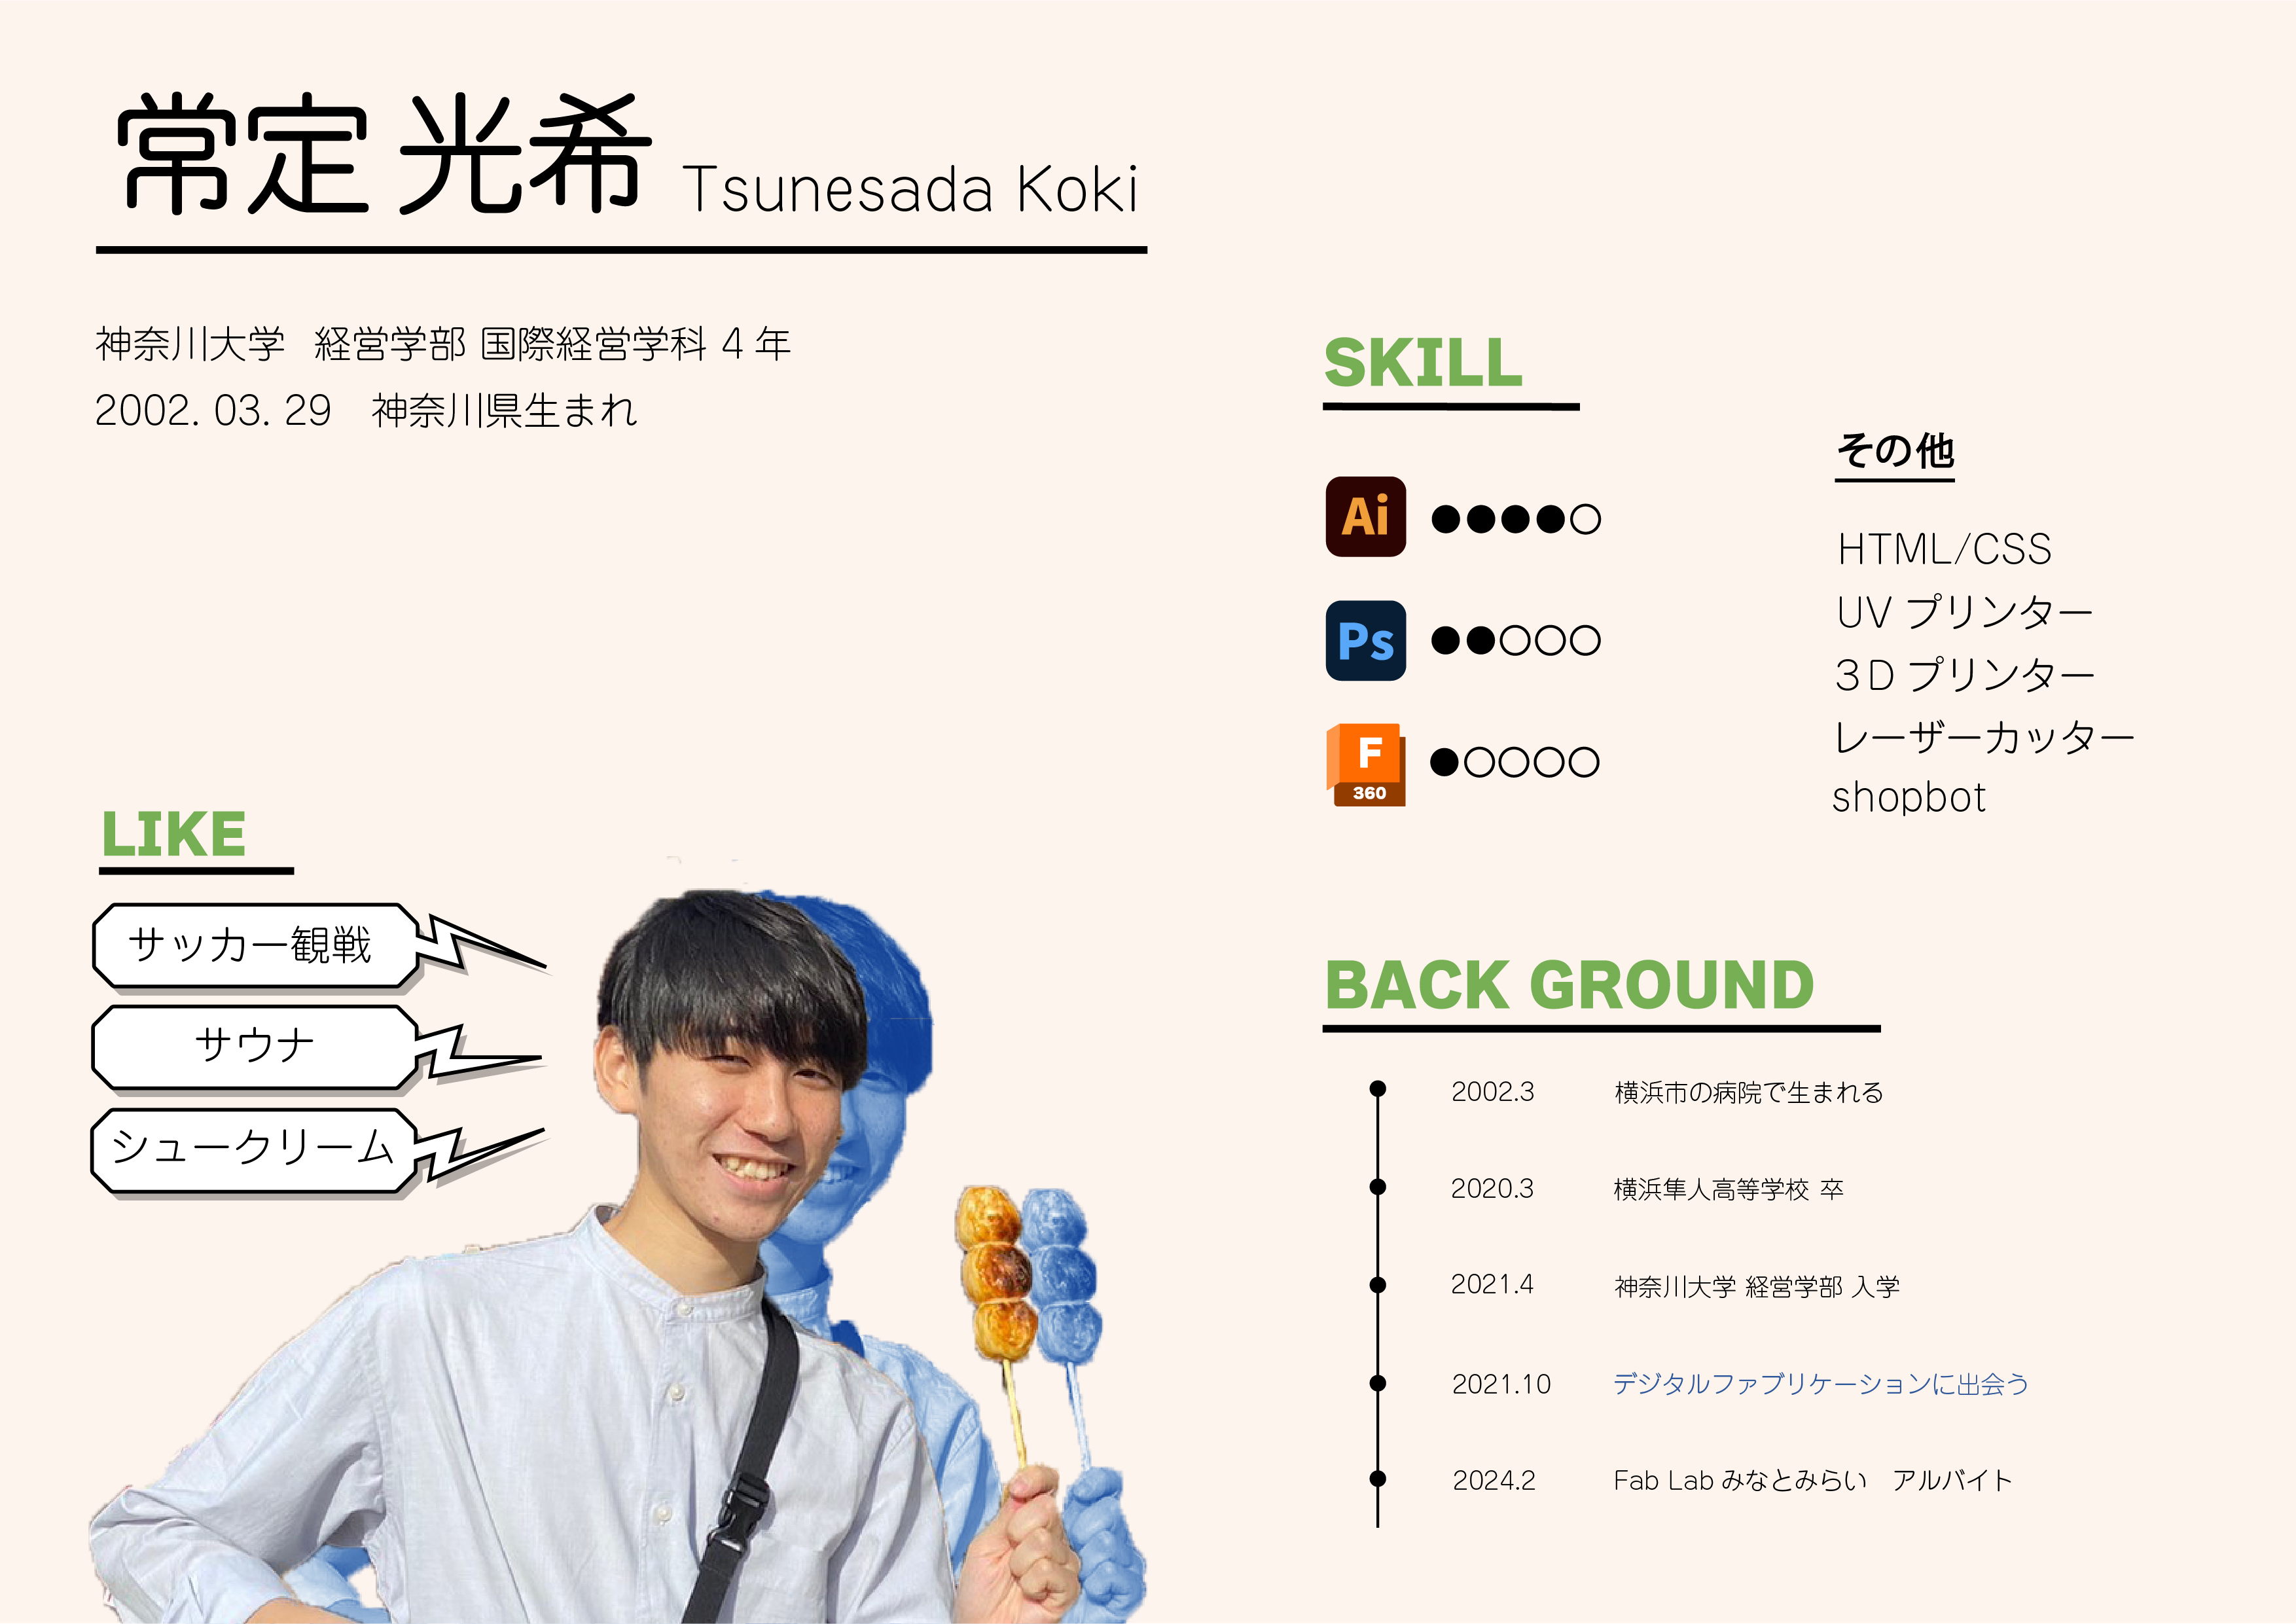 常定 光希 Tsunesada Koki
神奈川大学 経営学部 国際経営学科 4 年
2002. 03. 29 神奈川県生まれ
LIKE
サッカー観戦
サウナ
シュークリーム
SKILL
Ai ●●●●○
Ps ●●○○○
F
360 ●○○○○
その他
HTML/CSS
UV プリンター
3D プリンター
レーザーカッター
shopbot
BACK GROUND
2002.3 横浜市の病院で生まれる
2020.3 横浜隼人高等学校 卒
2021.4 神奈川大学 経営学部 入学
2021.10 デジタルファブリケーションに出会う
2024.2 Fab Lab みなとみらい アルバイト